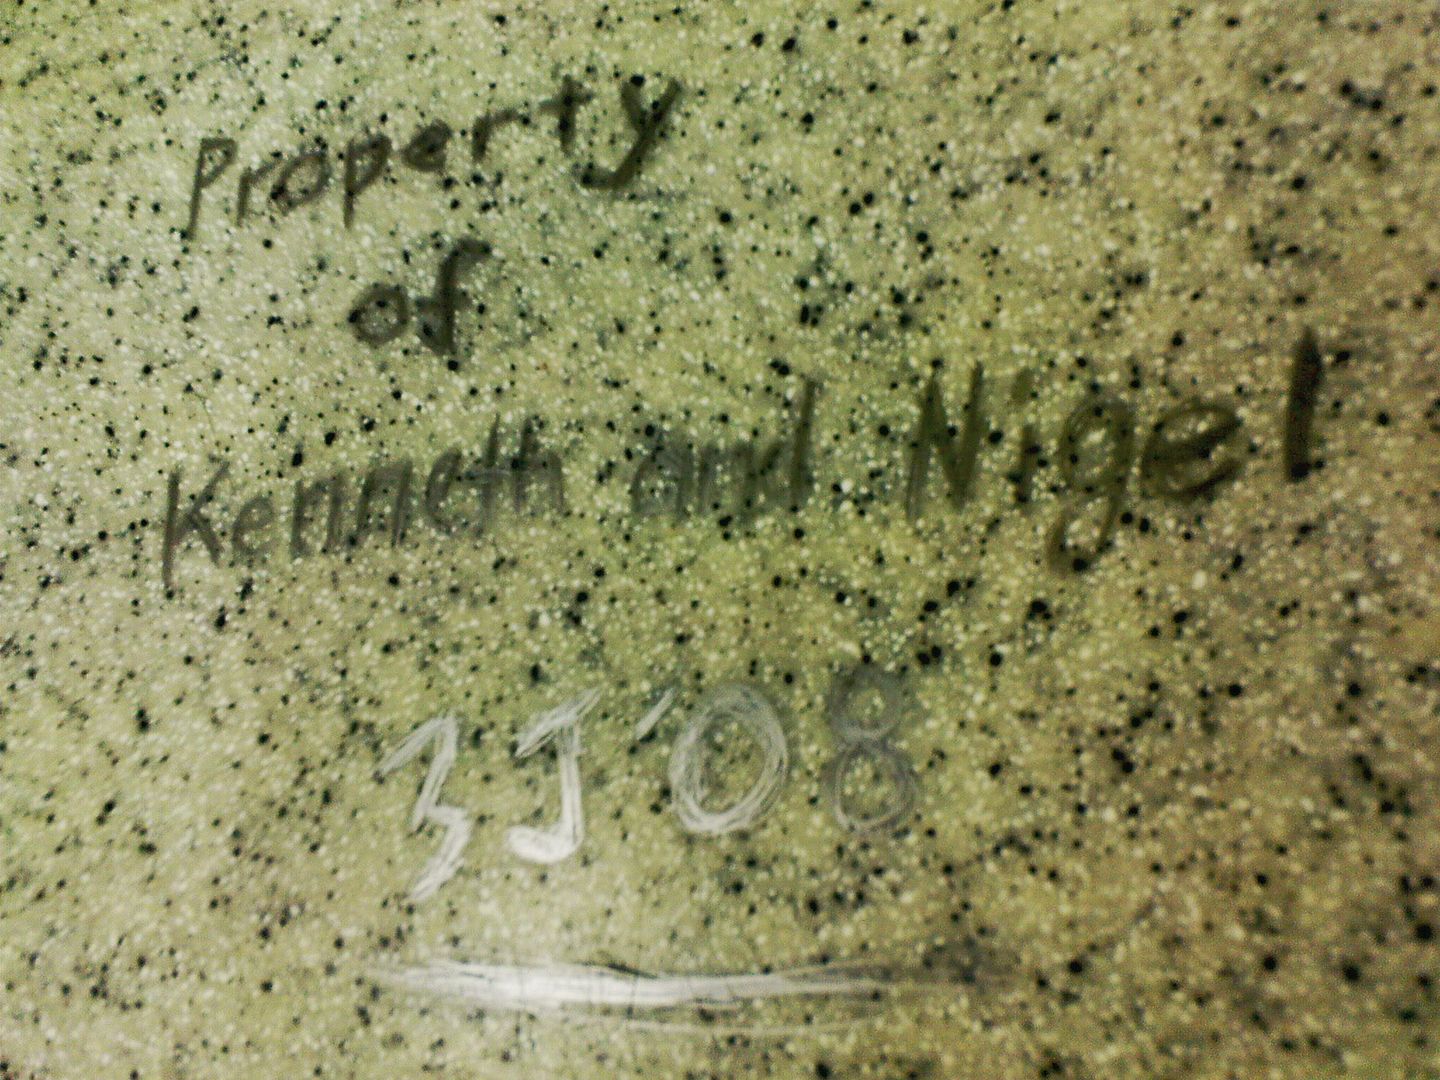 Property
of
Kenneth and Nigel
3J '08